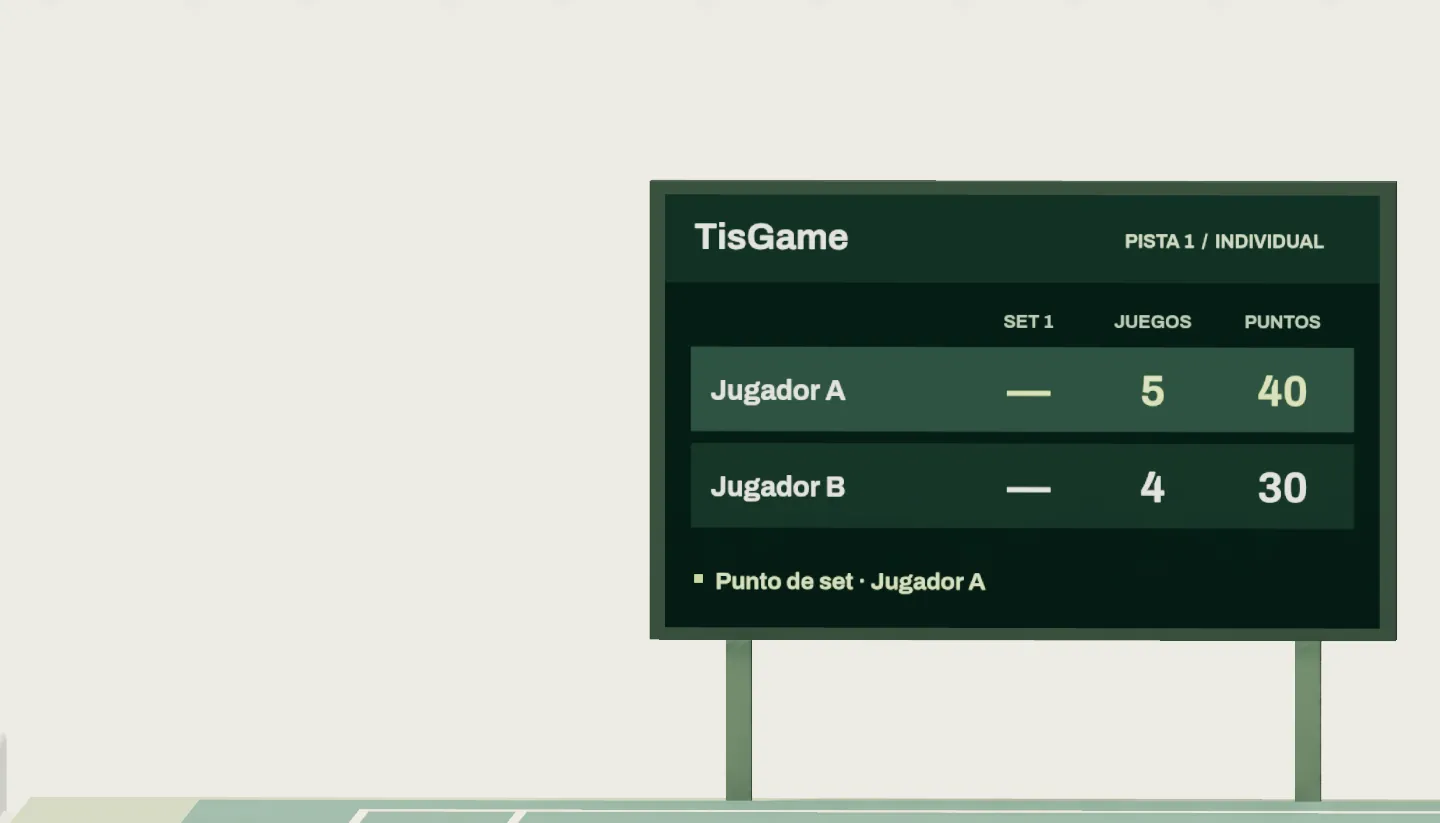 TisGame
PISTA 1 / INDIVIDUAL
SET 1 JUEGOS PUNTOS
Jugador A — 5 40
Jugador B — 4 30
Punto de set · Jugador A